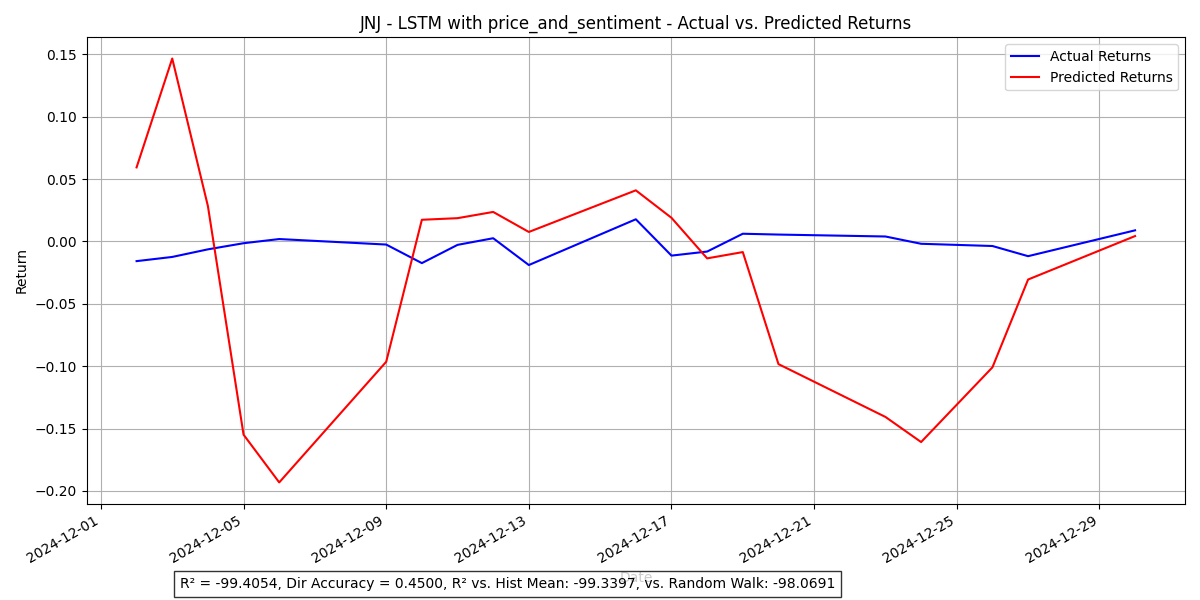 JNJ - LSTM with price_and_sentiment - Actual vs. Predicted Returns
Actual Returns
Predicted Returns
0.15
0.10
0.05
0.00
−0.05
−0.10
−0.15
−0.20
Return
2024-12-01
2024-12-05
2024-12-09
2024-12-13
2024-12-17
2024-12-21
2024-12-25
2024-12-29
Date
R² = -99.4054, Dir Accuracy = 0.4500, R² vs. Hist Mean: -99.3397, vs. Random Walk: -98.0691